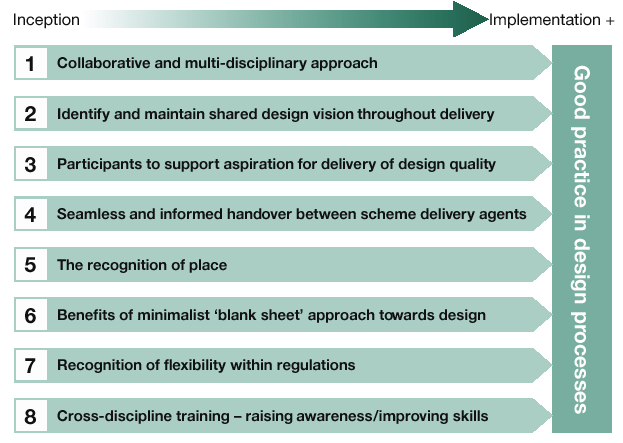 Inception
Implementation +
1 Collaborative and multi-disciplinary approach
2 Identify and maintain shared design vision throughout delivery
3 Participants to support aspiration for delivery of design quality
4 Seamless and informed handover between scheme delivery agents
5 The recognition of place
6 Benefits of minimalist ‘blank sheet’ approach towards design
7 Recognition of flexibility within regulations
8 Cross-discipline training – raising awareness/improving skills
Good practice in design processes